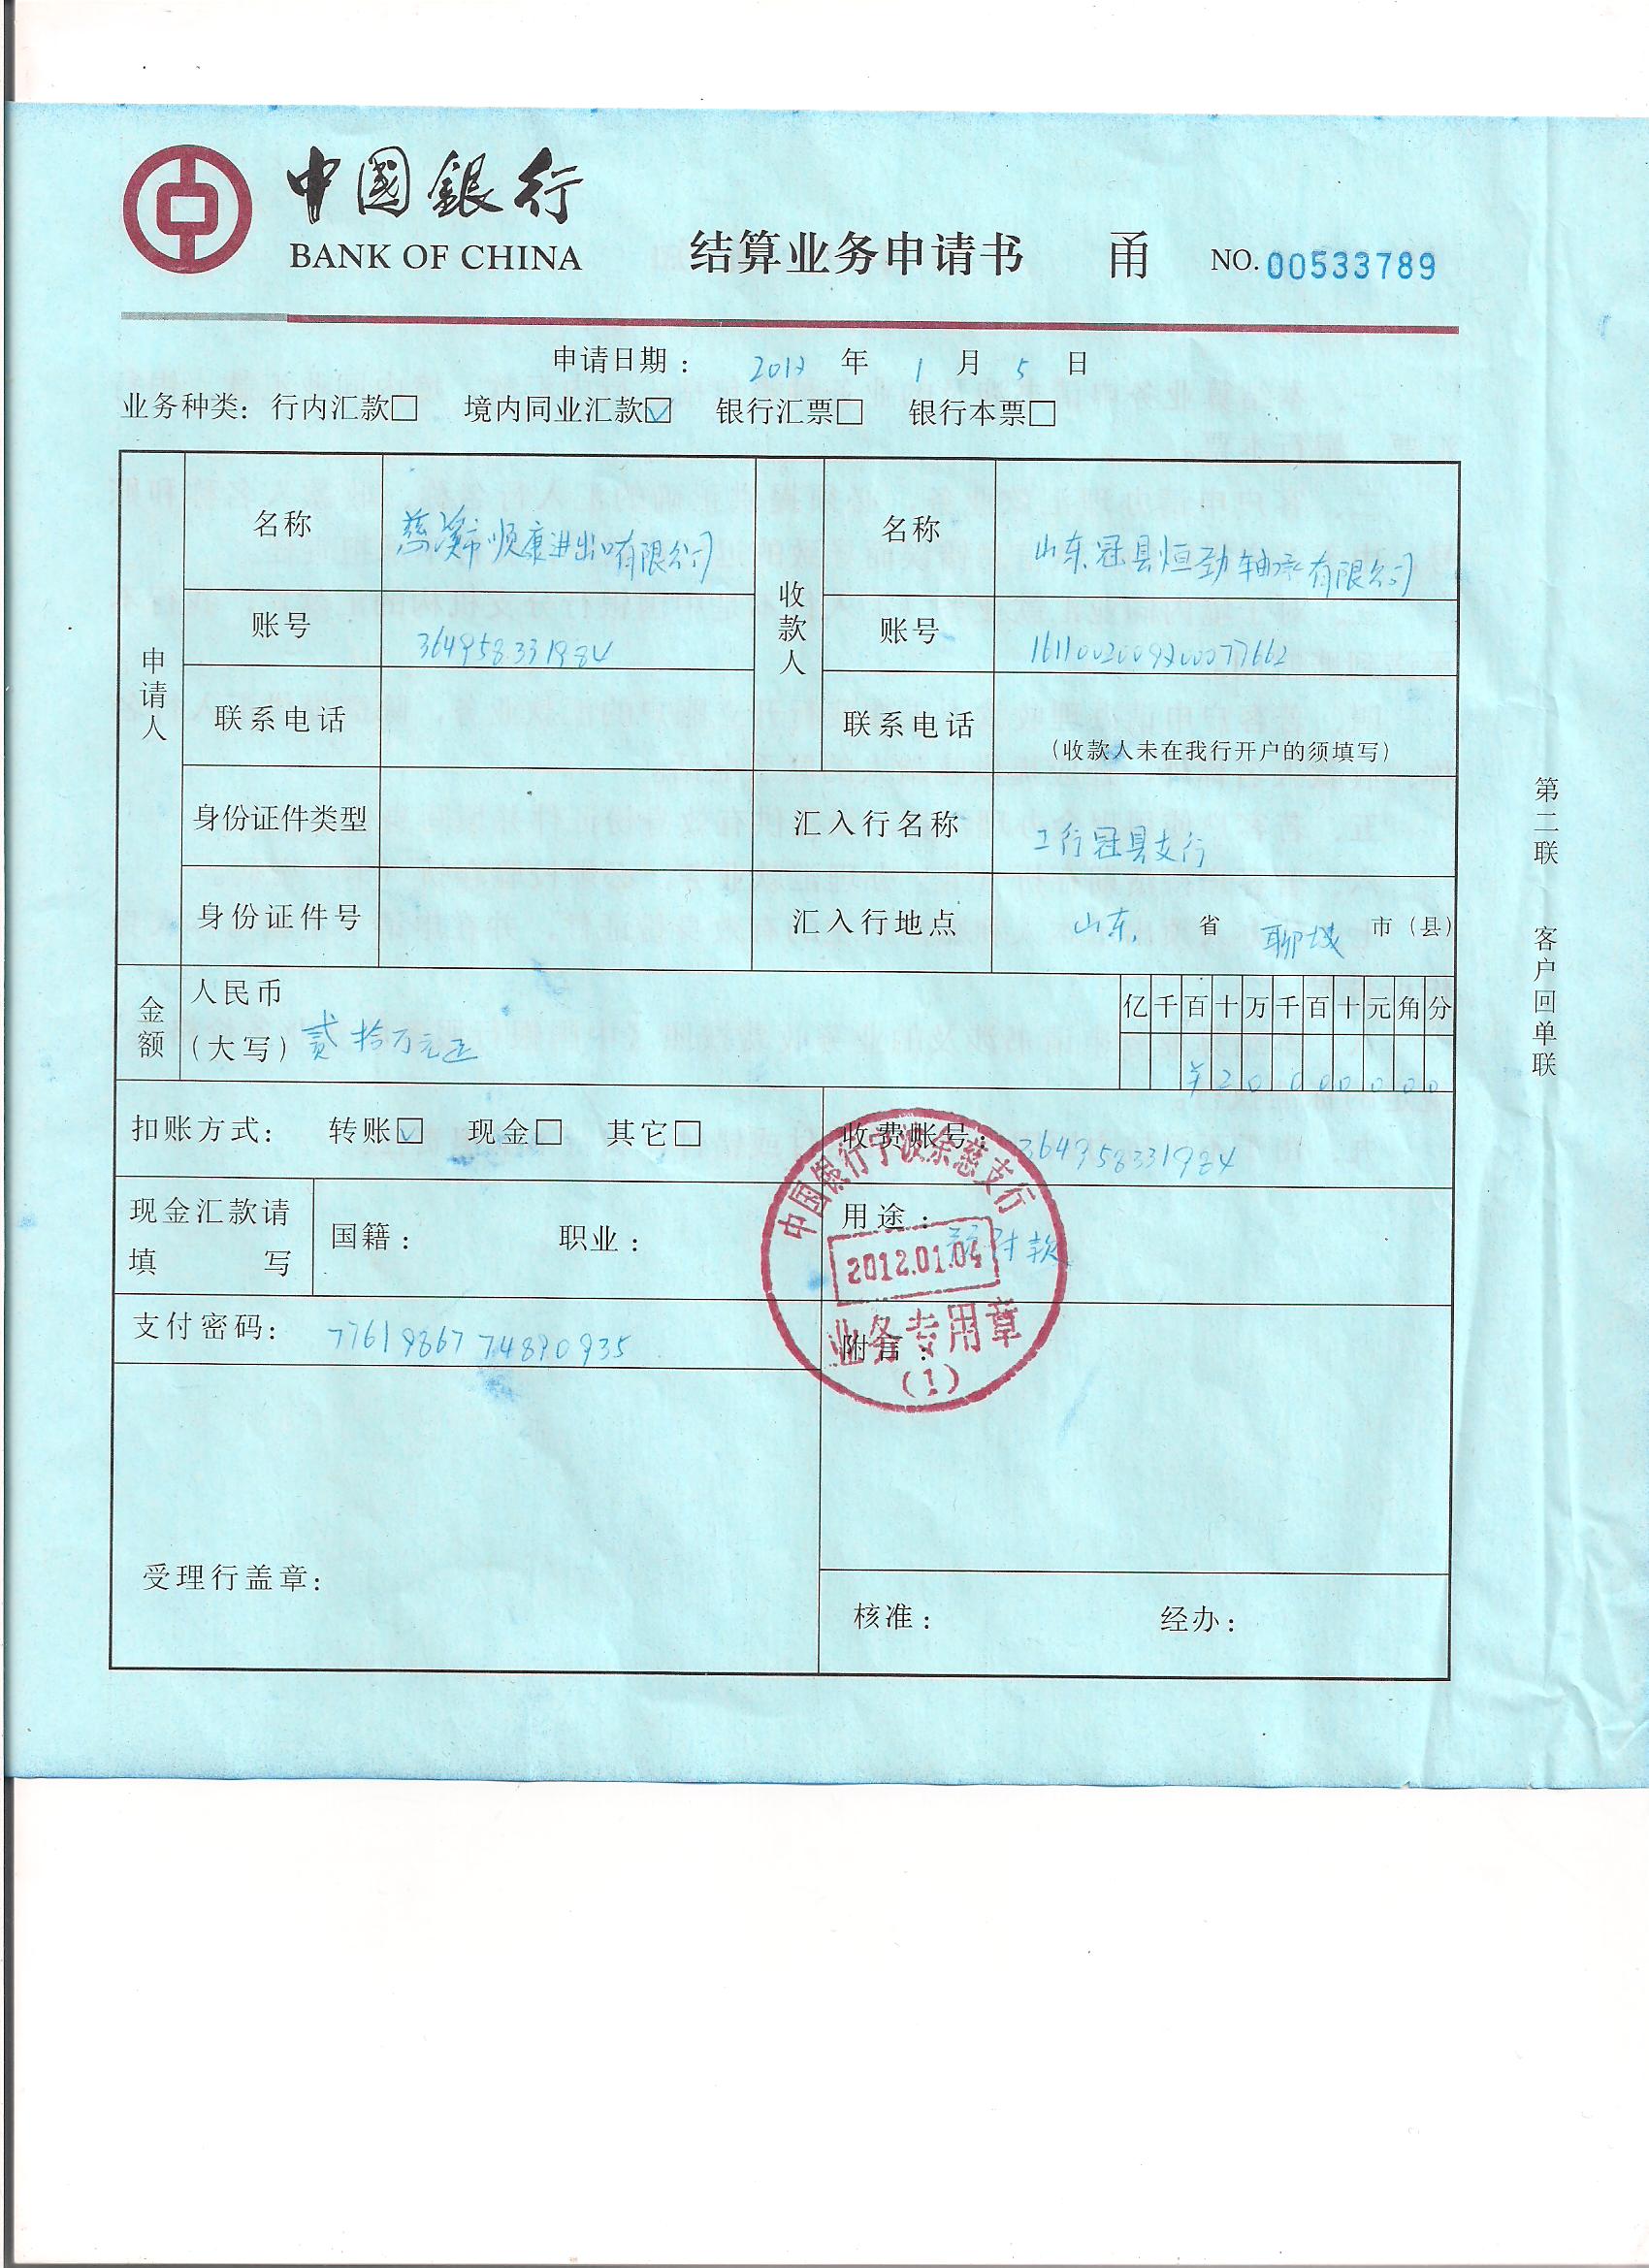 中國銀行
BANK OF CHINA
结算业务申请书 甬 NO.00533789
申请日期: 2012 年 1 月 5 日
业务种类: 行内汇款□ 境内同业汇款☑ 银行汇票□ 银行本票□
申请人
名称 慈溪市顺康进出口有限公司
账号 364958331984
联系电话
身份证件类型
身份证件号
收款人
名称 山东冠县恒劲轴承有限公司
账号 1611002009200077662
联系电话 (收款人未在我行开户的须填写)
汇入行名称 工行冠县支行
汇入行地点 山东 省 聊城 市(县)
金额
人民币
(大写) 贰拾万元正
亿千百十万千百十元角分
¥20000000
扣账方式: 转账☑ 现金□ 其它□
收费账号: 364958331984
现金汇款请
填 写
国籍: 职业:
用途: 付款
支付密码: 7761986774890935
附言:
中国银行宁波余慈支行
2012.01.04
业务专用章
(1)
受理行盖章:
核准: 经办:
第二联 客户回单联